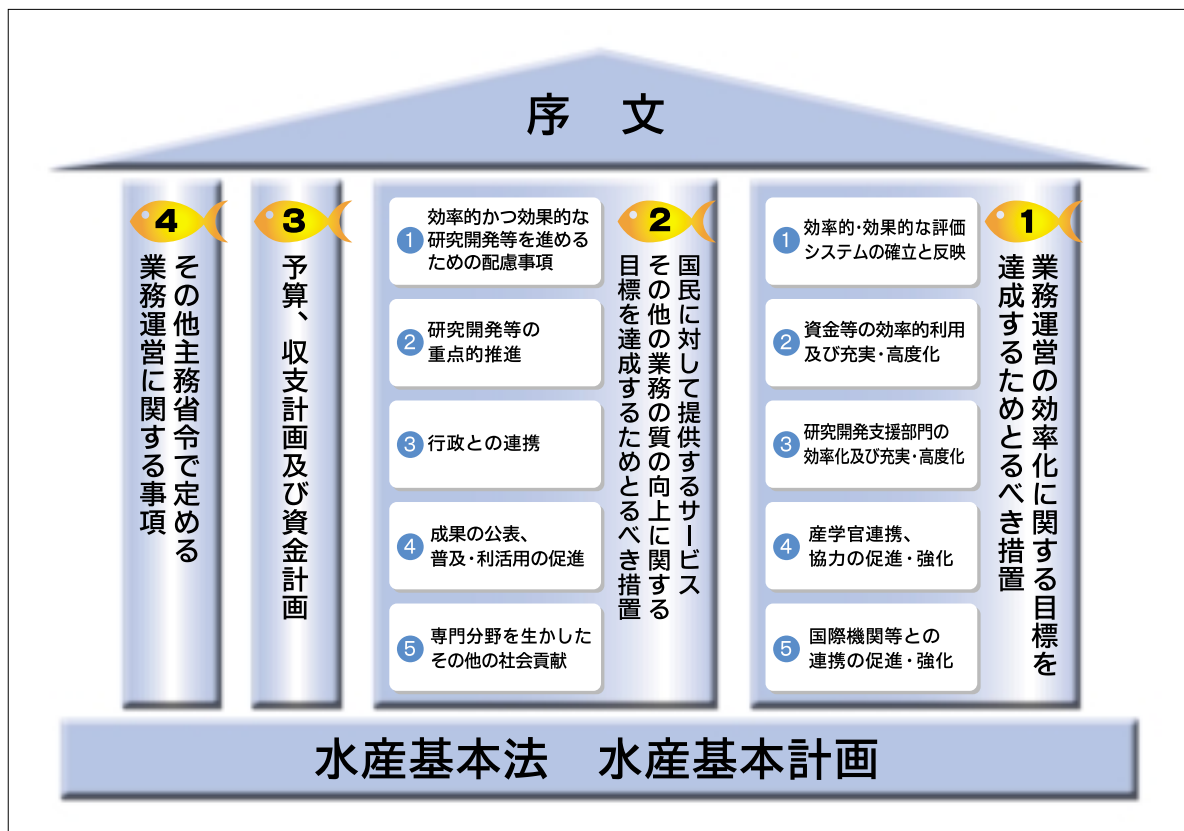 序　文
1
業務運営の効率化に関する目標を
達成するためとるべき措置
1
効率的・効果的な評価
システムの確立と反映
2
資金等の効率的利用
及び充実・高度化
3
研究開発支援部門の
効率化及び充実・高度化
4
産学官連携、
協力の促進・強化
5
国際機関等との
連携の促進・強化
2
国民に対して提供するサービス
その他の業務の質の向上に関する
目標を達成するためとるべき措置
1
効率的かつ効果的な
研究開発等を進める
ための配慮事項
2
研究開発等の
重点的推進
3
行政との連携
4
成果の公表、
普及・利活用の促進
5
専門分野を生かした
その他の社会貢献
3
予算、収支計画及び資金計画
4
その他主務省令で定める
業務運営に関する事項
水産基本法　水産基本計画